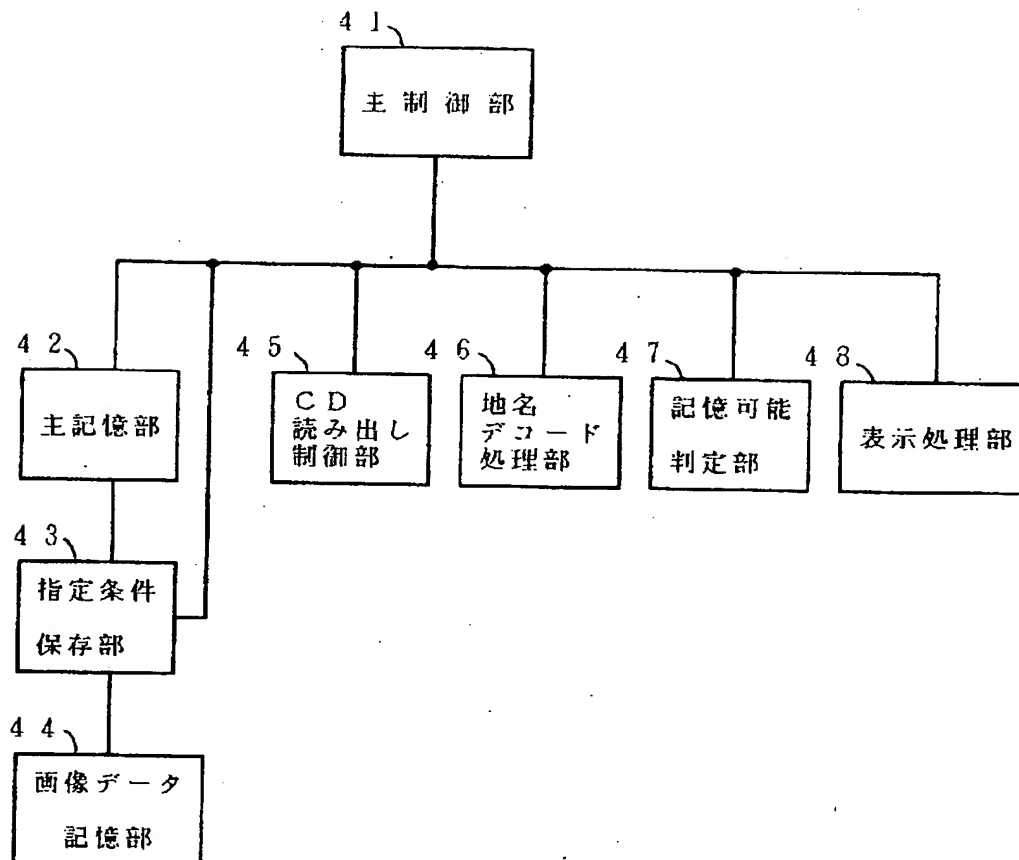 41
主制御部
42
主記憶部
43
指定条件
保存部
44
画像データ
記憶部
45
CD
読み出し
制御部
46
地名
デコード
処理部
47
記憶可能
判定部
48
表示処理部